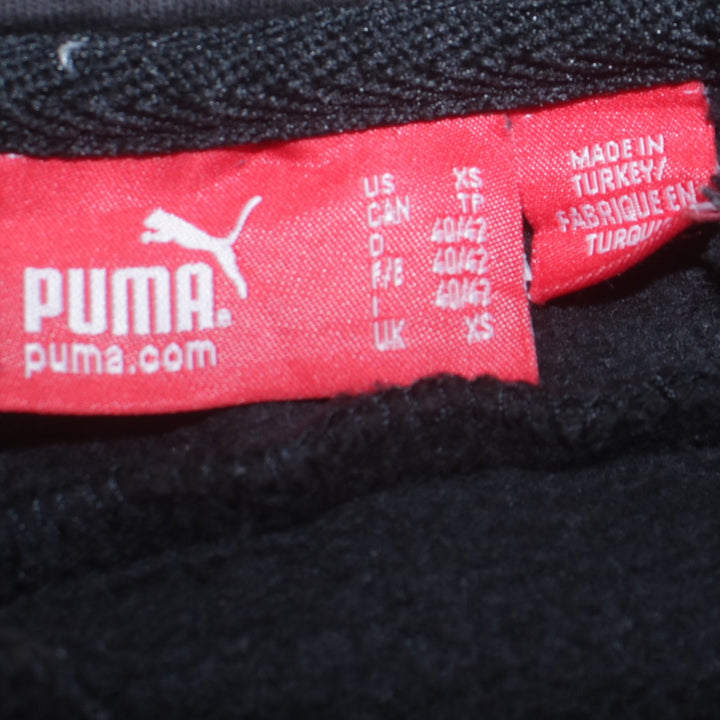 PUMA®
puma.com
US XS
CAN TP
D 40/42
F/E 40/42
I 40/42
UK XS
MADE IN
TURKEY/
FABRIQUE EN
TURQUI